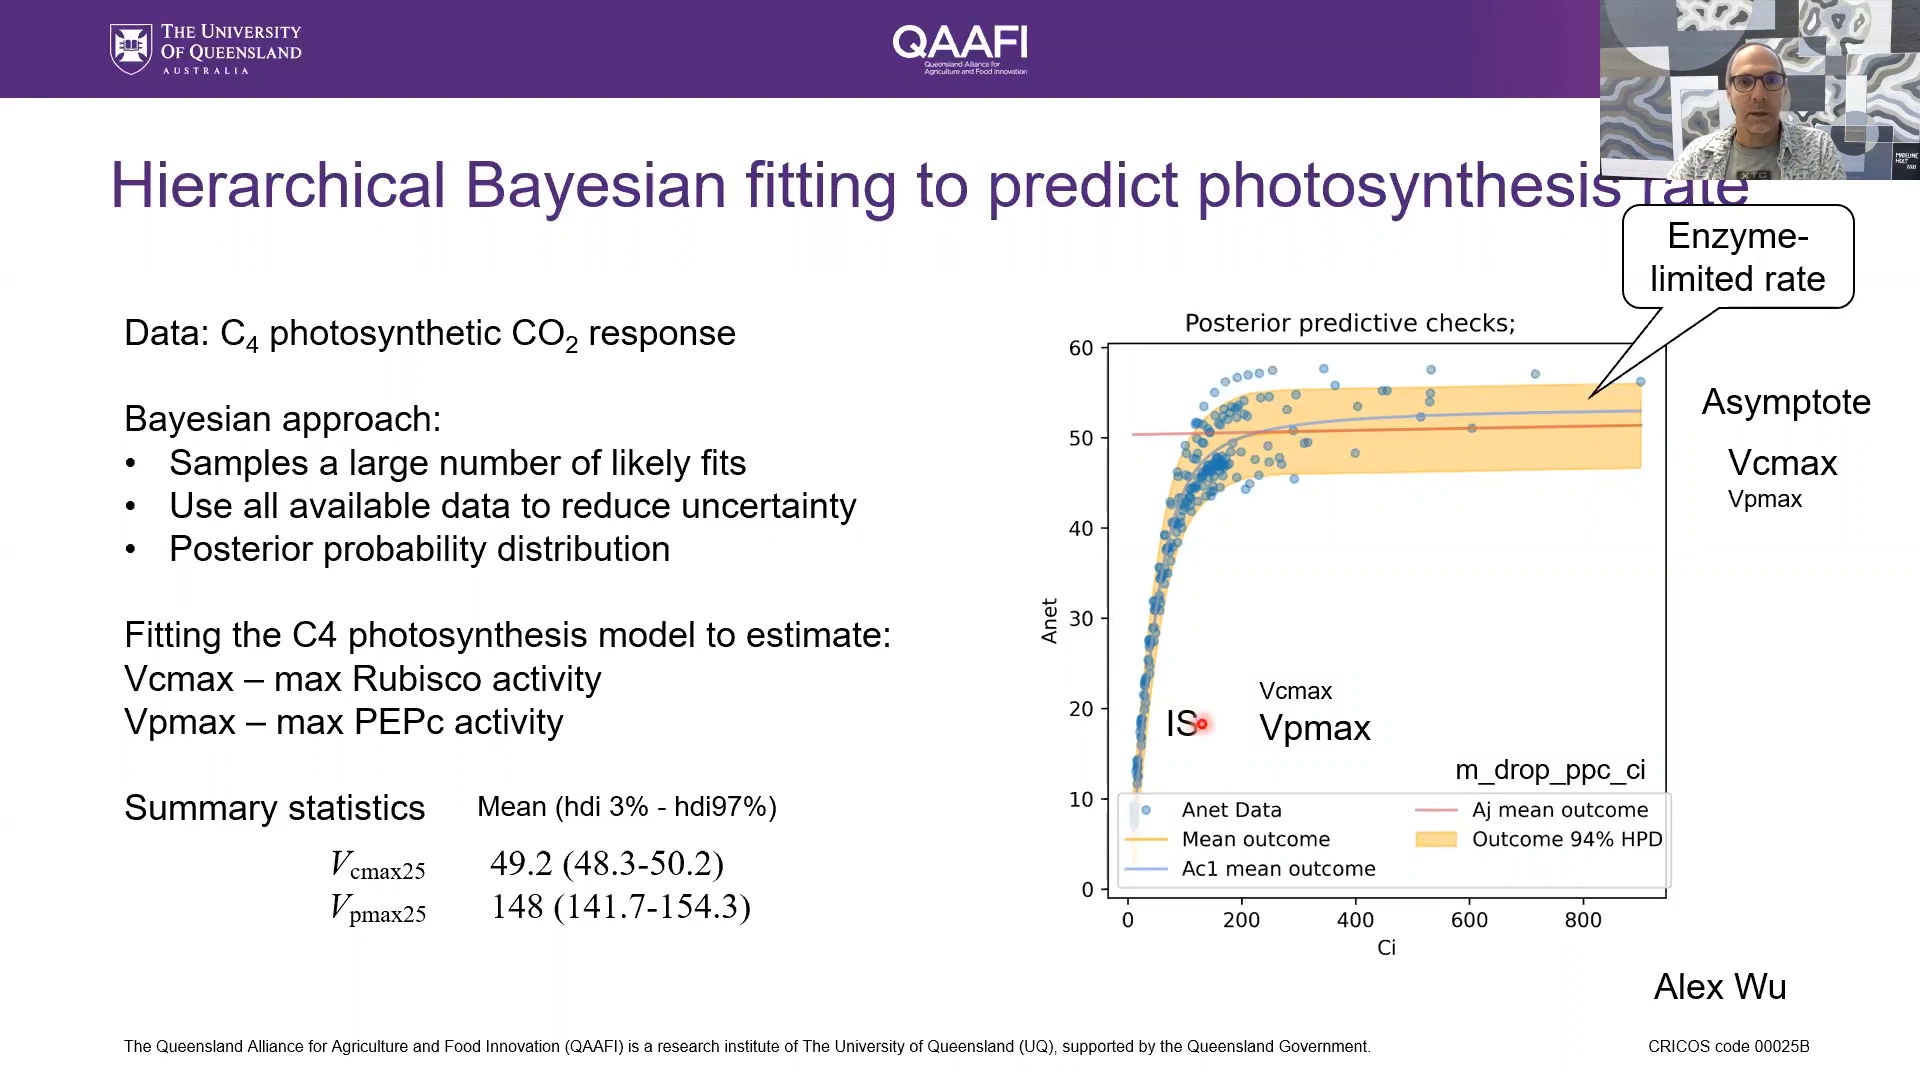 THE UNIVERSITY
OF QUEENSLAND
AUSTRALIA
QAAFI
Queensland Alliance for
Agriculture and Food Innovation
MADELINE
HOLT
2021
XTC
Hierarchical Bayesian fitting to predict photosynthesis rate
Enzyme-
limited rate
Data: C4 photosynthetic CO2 response
Bayesian approach:
• Samples a large number of likely fits
• Use all available data to reduce uncertainty
• Posterior probability distribution
Fitting the C4 photosynthesis model to estimate:
Vcmax – max Rubisco activity
Vpmax – max PEPc activity
Summary statistics Mean (hdi 3% - hdi97%)
Vcmax25 49.2 (48.3-50.2)
Vpmax25 148 (141.7-154.3)
Posterior predictive checks;
60
50
40
30
20
10
0
Anet
0 200 400 600 800
Ci
IS
Vcmax
Vpmax
m_drop_ppc_ci
Anet Data
Mean outcome
Ac1 mean outcome
Aj mean outcome
Outcome 94% HPD
Asymptote
Vcmax
Vpmax
Alex Wu
The Queensland Alliance for Agriculture and Food Innovation (QAAFI) is a research institute of The University of Queensland (UQ), supported by the Queensland Government.
CRICOS code 00025B